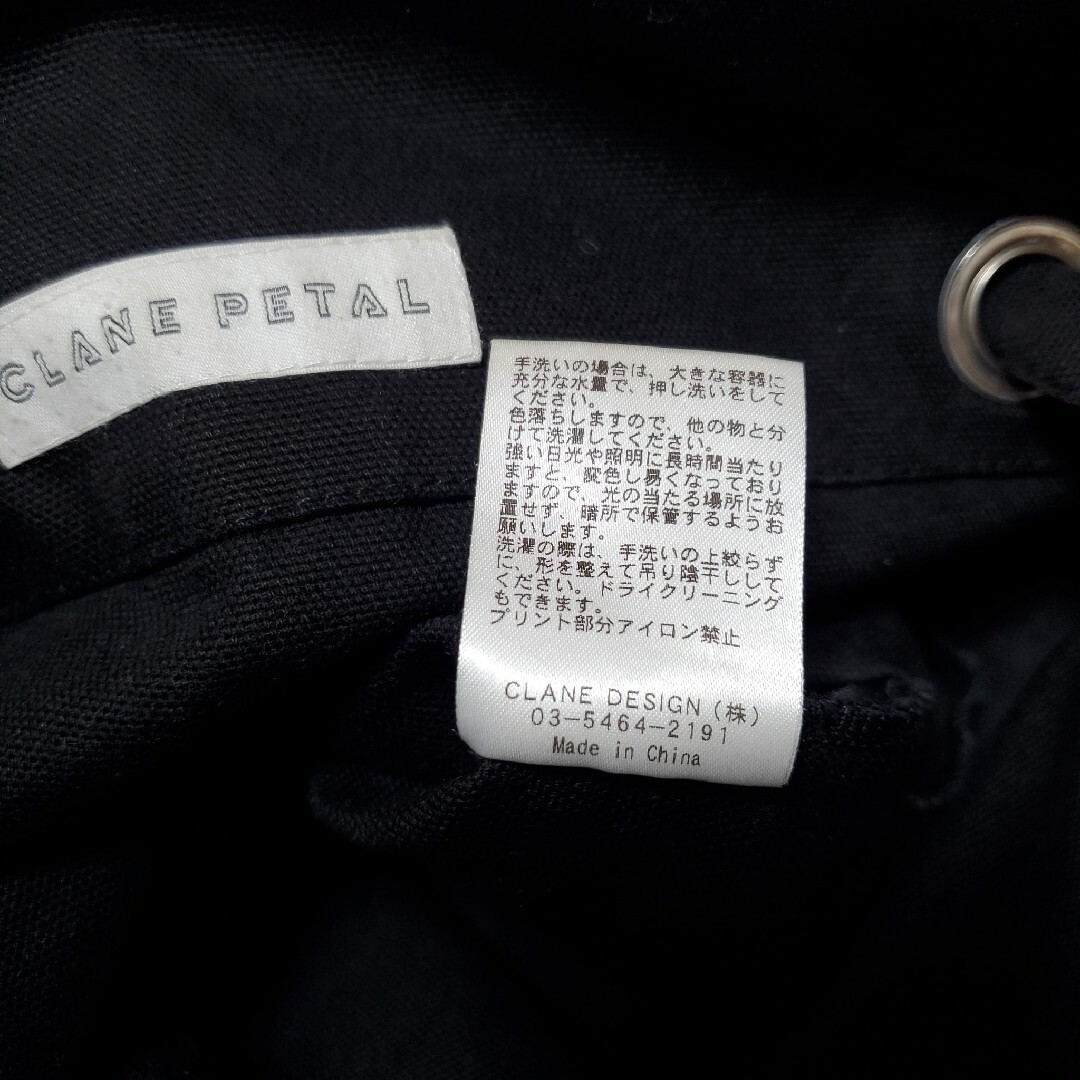 CLANE PETAL
手洗いの場合は、大きな容器に
充分な水量で、押し洗いをして
ください。
色落ちしますので、他の物と分
けて洗濯してください。
強い日光や照明に長時間当たり
ますと、変色し易くなっており
ますので、光の当たる場所に放
置せず、暗所で保管するようお
願いします。
洗濯の際は、手洗いの上絞らず
に、形を整えて吊り陰干しして
ください。ドライクリーニング
もできます。
プリント部分アイロン禁止
CLANE DESIGN（株）
03-5464-2191
Made in China